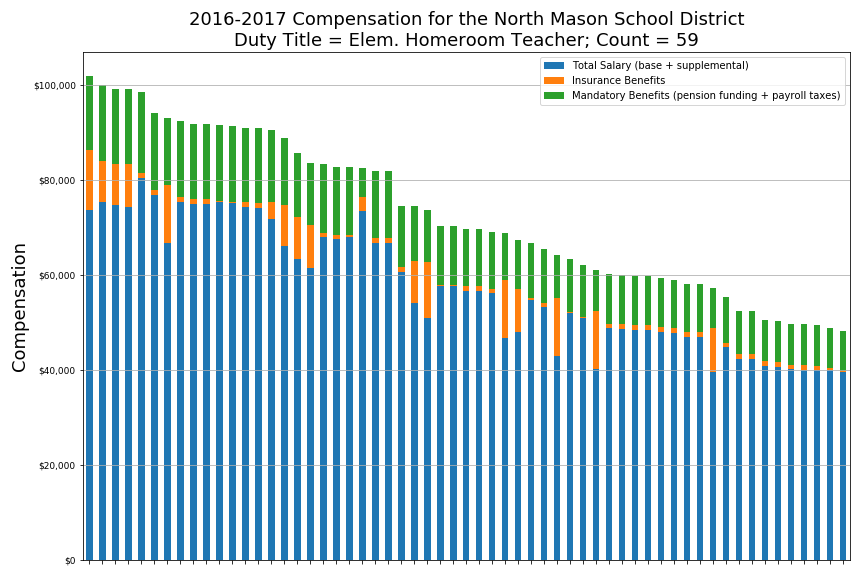 2016-2017 Compensation for the North Mason School District
Duty Title = Elem. Homeroom Teacher; Count = 59
Total Salary (base + supplemental)
Insurance Benefits
Mandatory Benefits (pension funding + payroll taxes)
Compensation
$100,000
$80,000
$60,000
$40,000
$20,000
$0